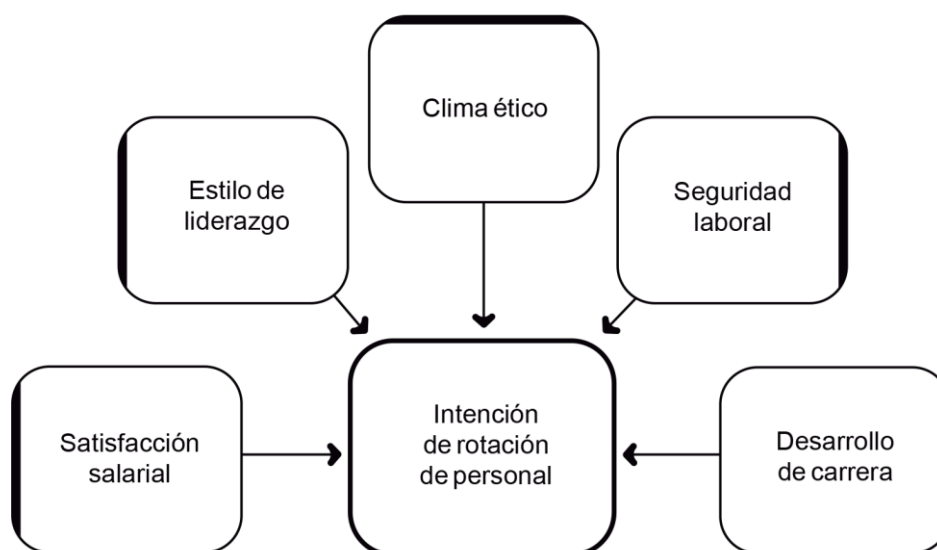 Clima ético
Estilo de
liderazgo
Seguridad
laboral
Satisfacción
salarial
Intención
de rotación
de personal
Desarrollo
de carrera